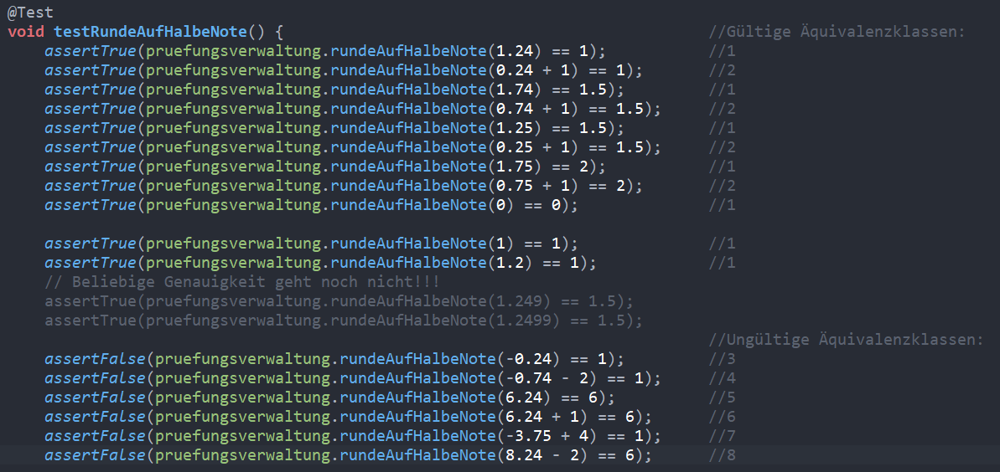 @Test
void testRundeAufHalbeNote() { //Gültige Äquivalenzklassen:
assertTrue(pruefungsverwaltung.rundeAufHalbeNote(1.24) == 1); //1
assertTrue(pruefungsverwaltung.rundeAufHalbeNote(0.24 + 1) == 1); //2
assertTrue(pruefungsverwaltung.rundeAufHalbeNote(1.74) == 1.5); //1
assertTrue(pruefungsverwaltung.rundeAufHalbeNote(0.74 + 1) == 1.5); //2
assertTrue(pruefungsverwaltung.rundeAufHalbeNote(1.25) == 1.5); //1
assertTrue(pruefungsverwaltung.rundeAufHalbeNote(0.25 + 1) == 1.5); //2
assertTrue(pruefungsverwaltung.rundeAufHalbeNote(1.75) == 2); //1
assertTrue(pruefungsverwaltung.rundeAufHalbeNote(0.75 + 1) == 2); //2
assertTrue(pruefungsverwaltung.rundeAufHalbeNote(0) == 0); //1
assertTrue(pruefungsverwaltung.rundeAufHalbeNote(1) == 1); //1
assertTrue(pruefungsverwaltung.rundeAufHalbeNote(1.2) == 1); //1
// Beliebige Genauigkeit geht noch nicht!!!
assertTrue(pruefungsverwaltung.rundeAufHalbeNote(1.249) == 1.5);
assertTrue(pruefungsverwaltung.rundeAufHalbeNote(1.2499) == 1.5);
//Ungültige Äquivalenzklassen:
assertFalse(pruefungsverwaltung.rundeAufHalbeNote(-0.24) == 1); //3
assertFalse(pruefungsverwaltung.rundeAufHalbeNote(-0.74 - 2) == 1); //4
assertFalse(pruefungsverwaltung.rundeAufHalbeNote(6.24) == 6); //5
assertFalse(pruefungsverwaltung.rundeAufHalbeNote(6.24 + 1) == 6); //6
assertFalse(pruefungsverwaltung.rundeAufHalbeNote(-3.75 + 4) == 1); //7
assertFalse(pruefungsverwaltung.rundeAufHalbeNote(8.24 - 2) == 6); //8